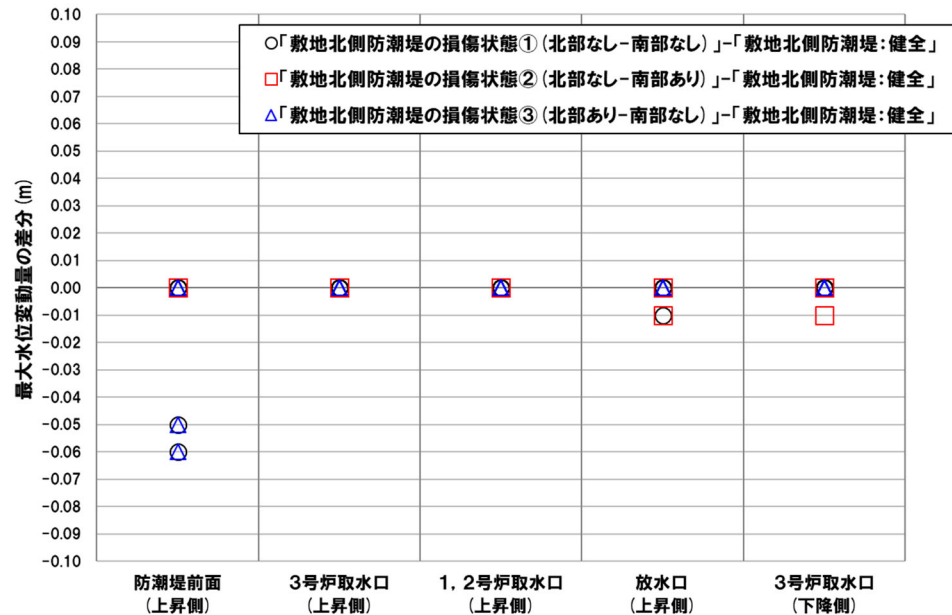 0.10
0.09
0.08
0.07
0.06
0.05
0.04
0.03
0.02
0.01
0.00
-0.01
-0.02
-0.03
-0.04
-0.05
-0.06
-0.07
-0.08
-0.09
-0.10
最大水位変動量の差分(m)
○「敷地北側防潮堤の損傷状態①(北部なし-南部なし)」-「敷地北側防潮堤:健全」
□「敷地北側防潮堤の損傷状態②(北部なし-南部あり)」-「敷地北側防潮堤:健全」
△「敷地北側防潮堤の損傷状態③(北部あり-南部なし)」-「敷地北側防潮堤:健全」
防潮堤前面
(上昇側)
3号炉取水口
(上昇側)
1,2号炉取水口
(上昇側)
放水口
(上昇側)
3号炉取水口
(下降側)